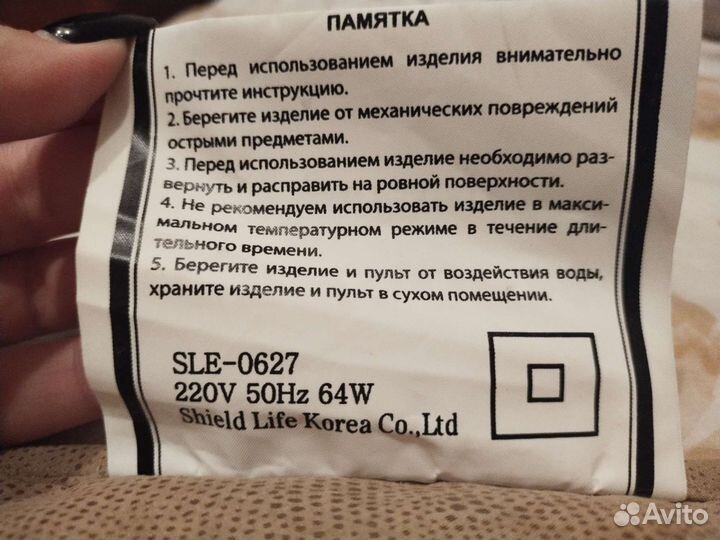 ПАМЯТКА
1. Перед использованием изделия внимательно
прочтите инструкцию.
2. Берегите изделие от механических повреждений
острыми предметами.
3. Перед использованием изделие необходимо раз-
вернуть и расправить на ровной поверхности.
4. Не рекомендуем использовать изделие в макси-
мальном температурном режиме в течение дли-
тельного времени.
5. Берегите изделие и пульт от воздействия воды,
храните изделие и пульт в сухом помещении.
SLE-0627
220V 50Hz 64W
Shield Life Korea Co.,Ltd
Avito